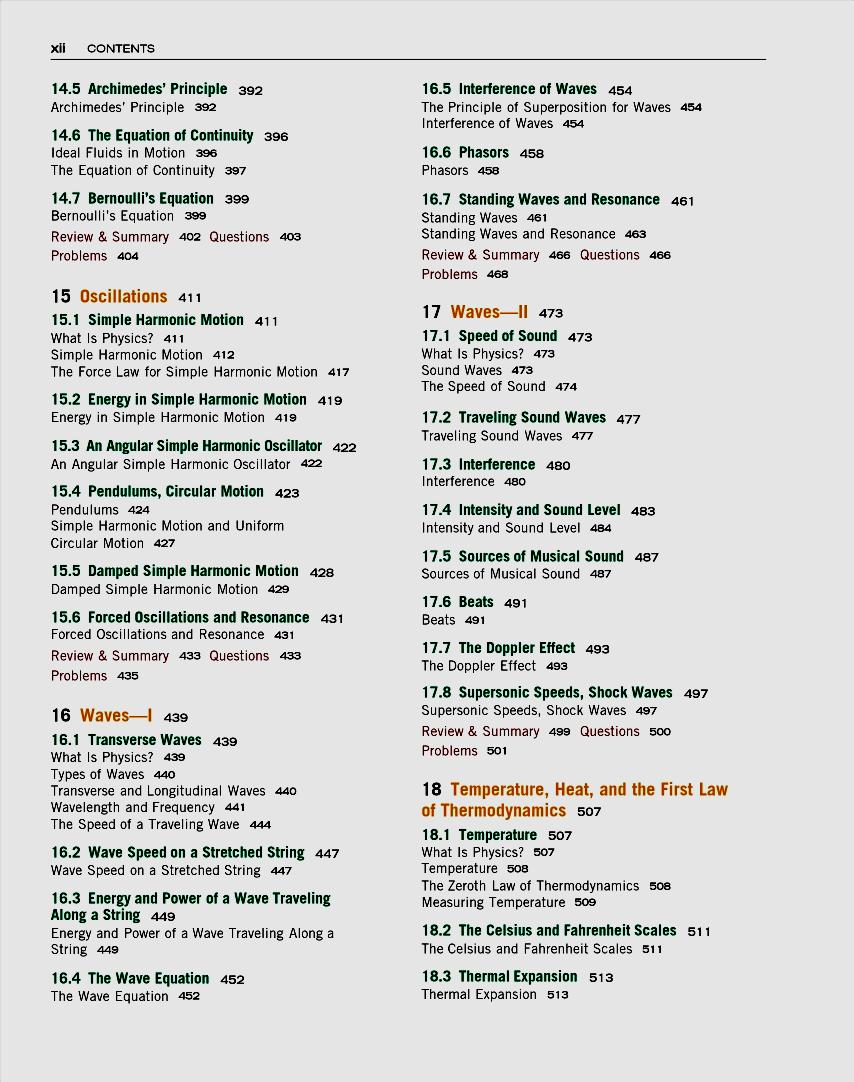 xii CONTENTS
14.5 Archimedes’ Principle 392
Archimedes’ Principle 392
14.6 The Equation of Continuity 396
Ideal Fluids in Motion 396
The Equation of Continuity 397
14.7 Bernoulli’s Equation 399
Bernoulli’s Equation 399
Review & Summary 402 Questions 403
Problems 404
15 Oscillations 411
15.1 Simple Harmonic Motion 411
What Is Physics? 411
Simple Harmonic Motion 412
The Force Law for Simple Harmonic Motion 417
15.2 Energy in Simple Harmonic Motion 419
Energy in Simple Harmonic Motion 419
15.3 An Angular Simple Harmonic Oscillator 422
An Angular Simple Harmonic Oscillator 422
15.4 Pendulums, Circular Motion 423
Pendulums 424
Simple Harmonic Motion and Uniform
Circular Motion 427
15.5 Damped Simple Harmonic Motion 428
Damped Simple Harmonic Motion 429
15.6 Forced Oscillations and Resonance 431
Forced Oscillations and Resonance 431
Review & Summary 433 Questions 433
Problems 435
16 Waves—I 439
16.1 Transverse Waves 439
What Is Physics? 439
Types of Waves 440
Transverse and Longitudinal Waves 440
Wavelength and Frequency 441
The Speed of a Traveling Wave 444
16.2 Wave Speed on a Stretched String 447
Wave Speed on a Stretched String 447
16.3 Energy and Power of a Wave Traveling
Along a String 449
Energy and Power of a Wave Traveling Along a
String 449
16.4 The Wave Equation 452
The Wave Equation 452
16.5 Interference of Waves 454
The Principle of Superposition for Waves 454
Interference of Waves 454
16.6 Phasors 458
Phasors 458
16.7 Standing Waves and Resonance 461
Standing Waves 461
Standing Waves and Resonance 463
Review & Summary 466 Questions 466
Problems 468
17 Waves—II 473
17.1 Speed of Sound 473
What Is Physics? 473
Sound Waves 473
The Speed of Sound 474
17.2 Traveling Sound Waves 477
Traveling Sound Waves 477
17.3 Interference 480
Interference 480
17.4 Intensity and Sound Level 483
Intensity and Sound Level 484
17.5 Sources of Musical Sound 487
Sources of Musical Sound 487
17.6 Beats 491
Beats 491
17.7 The Doppler Effect 493
The Doppler Effect 493
17.8 Supersonic Speeds, Shock Waves 497
Supersonic Speeds, Shock Waves 497
Review & Summary 499 Questions 500
Problems 501
18 Temperature, Heat, and the First Law
of Thermodynamics 507
18.1 Temperature 507
What Is Physics? 507
Temperature 508
The Zeroth Law of Thermodynamics 508
Measuring Temperature 509
18.2 The Celsius and Fahrenheit Scales 511
The Celsius and Fahrenheit Scales 511
18.3 Thermal Expansion 513
Thermal Expansion 513